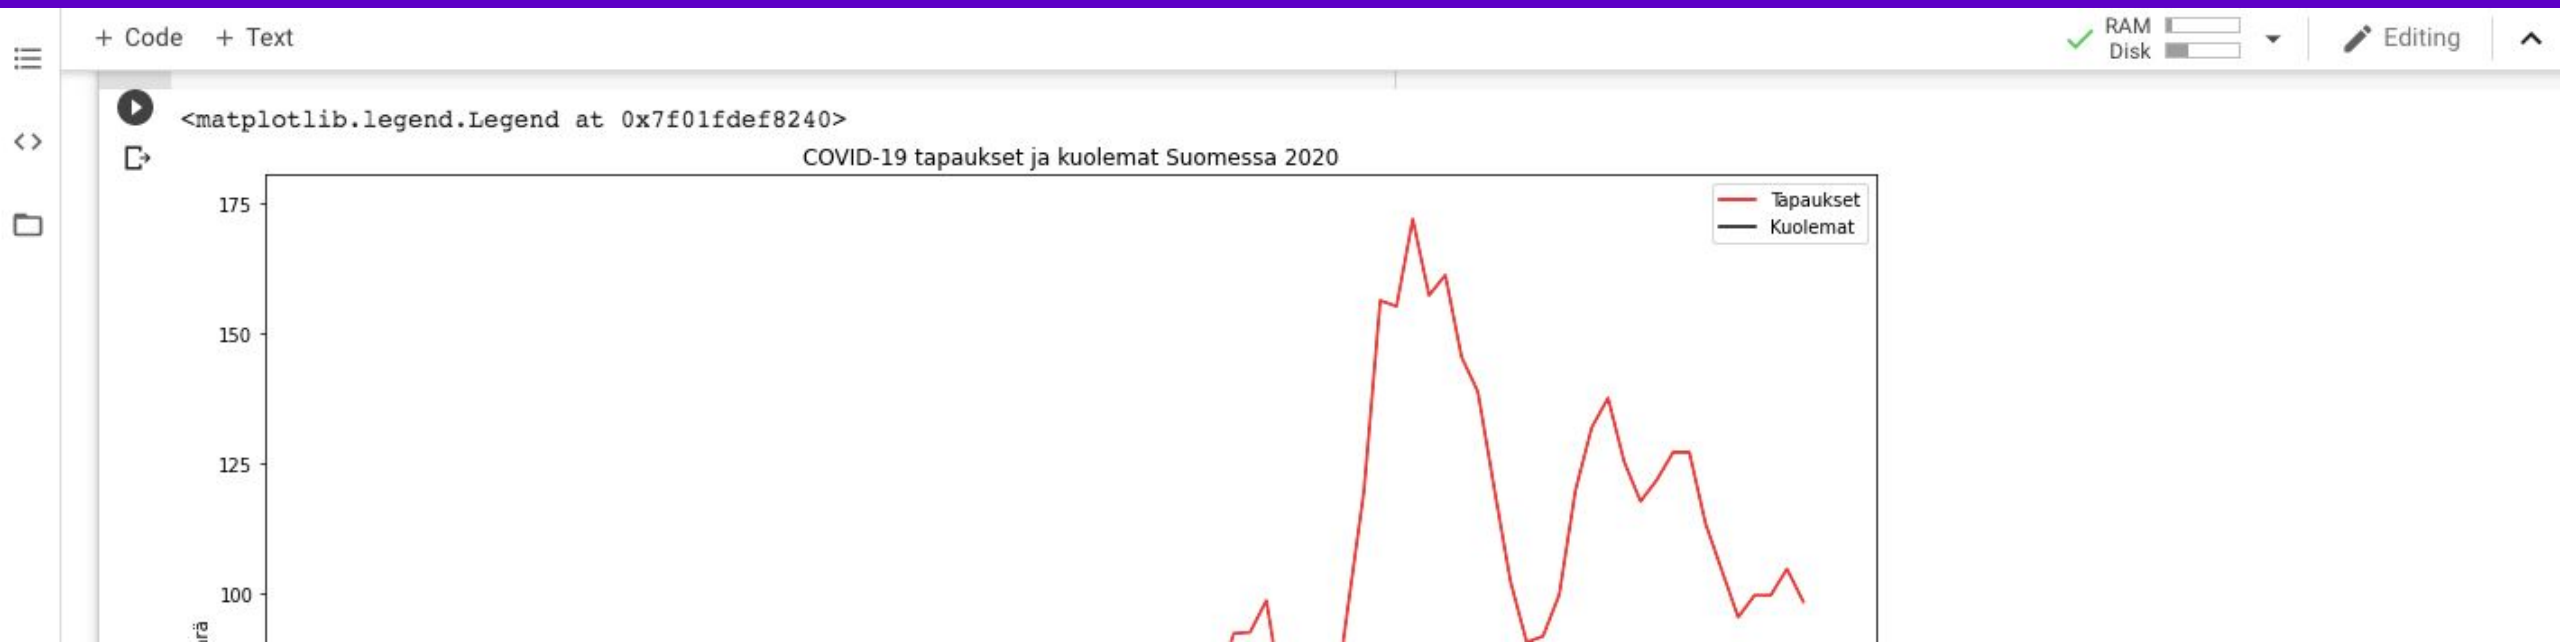 + Code + Text
RAM
Disk
Editing
<matplotlib.legend.Legend at 0x7f01fdef8240>
COVID-19 tapaukset ja kuolemat Suomessa 2020
Tapaukset
Kuolemat
175
150
125
100